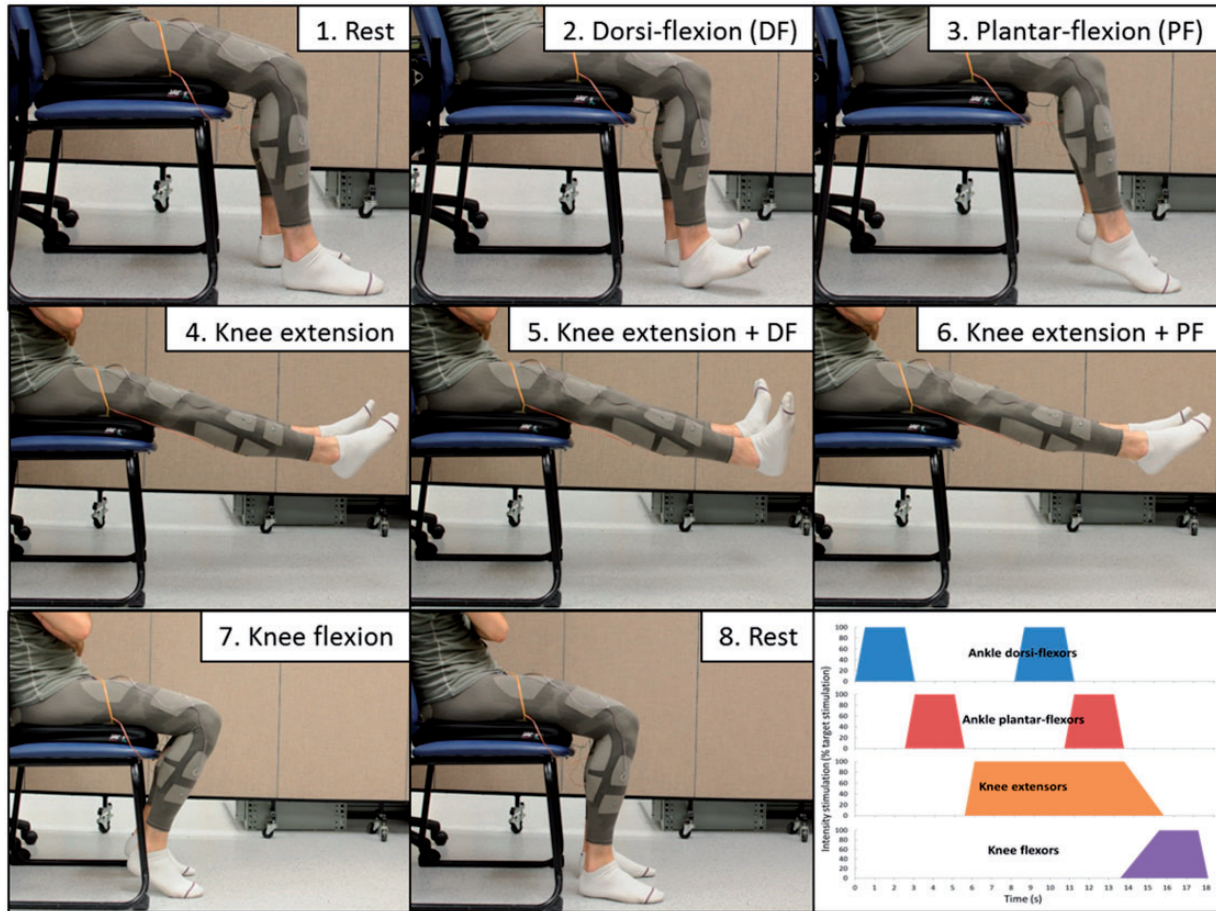 1. Rest
2. Dorsi-flexion (DF)
3. Plantar-flexion (PF)
4. Knee extension
5. Knee extension + DF
6. Knee extension + PF
7. Knee flexion
8. Rest
Intensity stimulation (% target stimulation)
100
80
60
40
20
0
Ankle dorsi-flexors
100
80
60
40
20
0
Ankle plantar-flexors
100
80
60
40
20
0
Knee extensors
100
80
60
40
20
0
Knee flexors
0 1 2 3 4 5 6 7 8 9 10 11 12 13 14 15 16 17 18
Time (s)